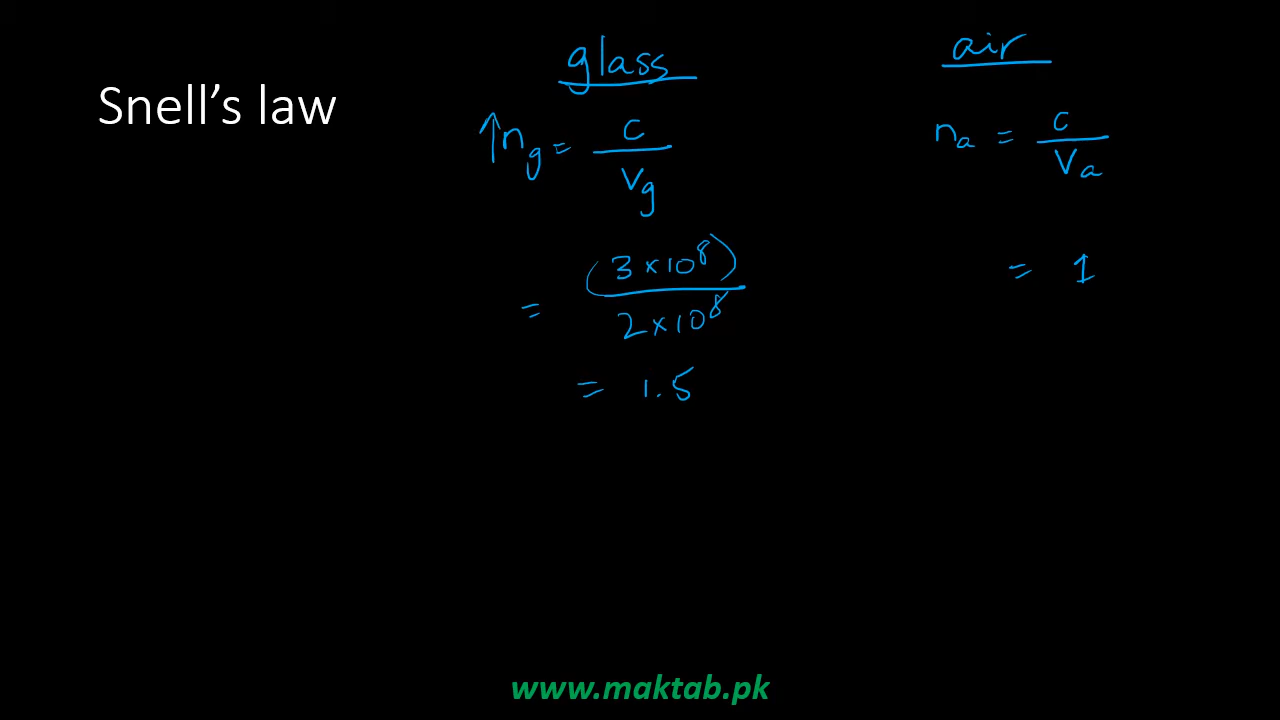 Snell's law
glass
↑n_g = c / v_g
= (3 × 10^8) / 2 × 10^8
= 1.5
air
n_a = c / v_a
= 1
www.maktab.pk